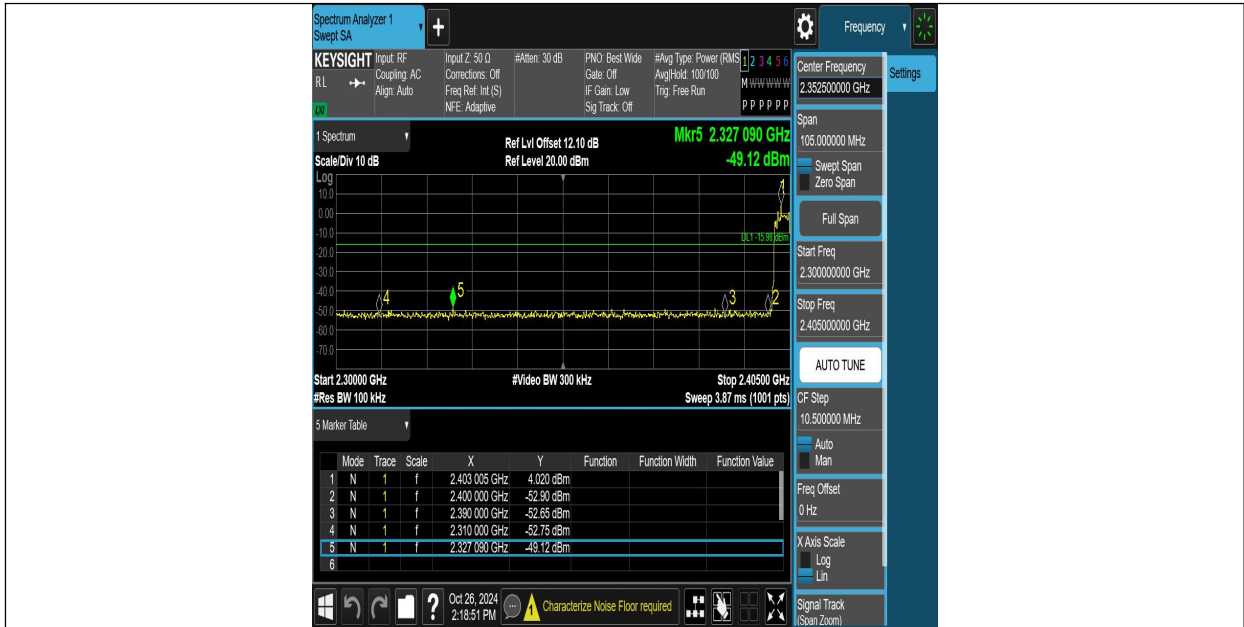 Spectrum Analyzer 1
Swept SA
+
Frequency
KEYSIGHT
RL
LXI
Input: RF
Coupling: AC
Align: Auto
Input Z: 50 Ω
Corrections: Off
Freq Ref: Int (S)
NFE: Adaptive
#Atten: 30 dB
PNO: Best Wide
Gate: Off
IF Gain: Low
Sig Track: Off
#Avg Type: Power (RMS
Avg|Hold: 100/100
Trig: Free Run
1 2 3 4 5 6
M W W W W W
P P P P P P
1 Spectrum
Scale/Div 10 dB
Ref Lvl Offset 12.10 dB
Ref Level 20.00 dBm
Mkr5 2.327 090 GHz
-49.12 dBm
Log
10.0
0.00
-10.0
-20.0
-30.0
-40.0
-50.0
-60.0
-70.0
DL1 -15.98 dBm
1
2
3
4
5
Start 2.30000 GHz
#Res BW 100 kHz
#Video BW 300 kHz
Stop 2.40500 GHz
Sweep 3.87 ms (1001 pts)
5 Marker Table
Mode Trace Scale X Y Function Function Width Function Value
1 N 1 f 2.403 005 GHz 4.020 dBm
2 N 1 f 2.400 000 GHz -52.90 dBm
3 N 1 f 2.390 000 GHz -52.65 dBm
4 N 1 f 2.310 000 GHz -52.75 dBm
5 N 1 f 2.327 090 GHz -49.12 dBm
6
?
Oct 26, 2024
2:18:51 PM
Characterize Noise Floor required
Center Frequency
2.352500000 GHz
Settings
Span
105.000000 MHz
Swept Span
Zero Span
Full Span
Start Freq
2.300000000 GHz
Stop Freq
2.405000000 GHz
AUTO TUNE
CF Step
10.500000 MHz
Auto
Man
Freq Offset
0 Hz
X Axis Scale
Log
Lin
Signal Track
(Span Zoom)